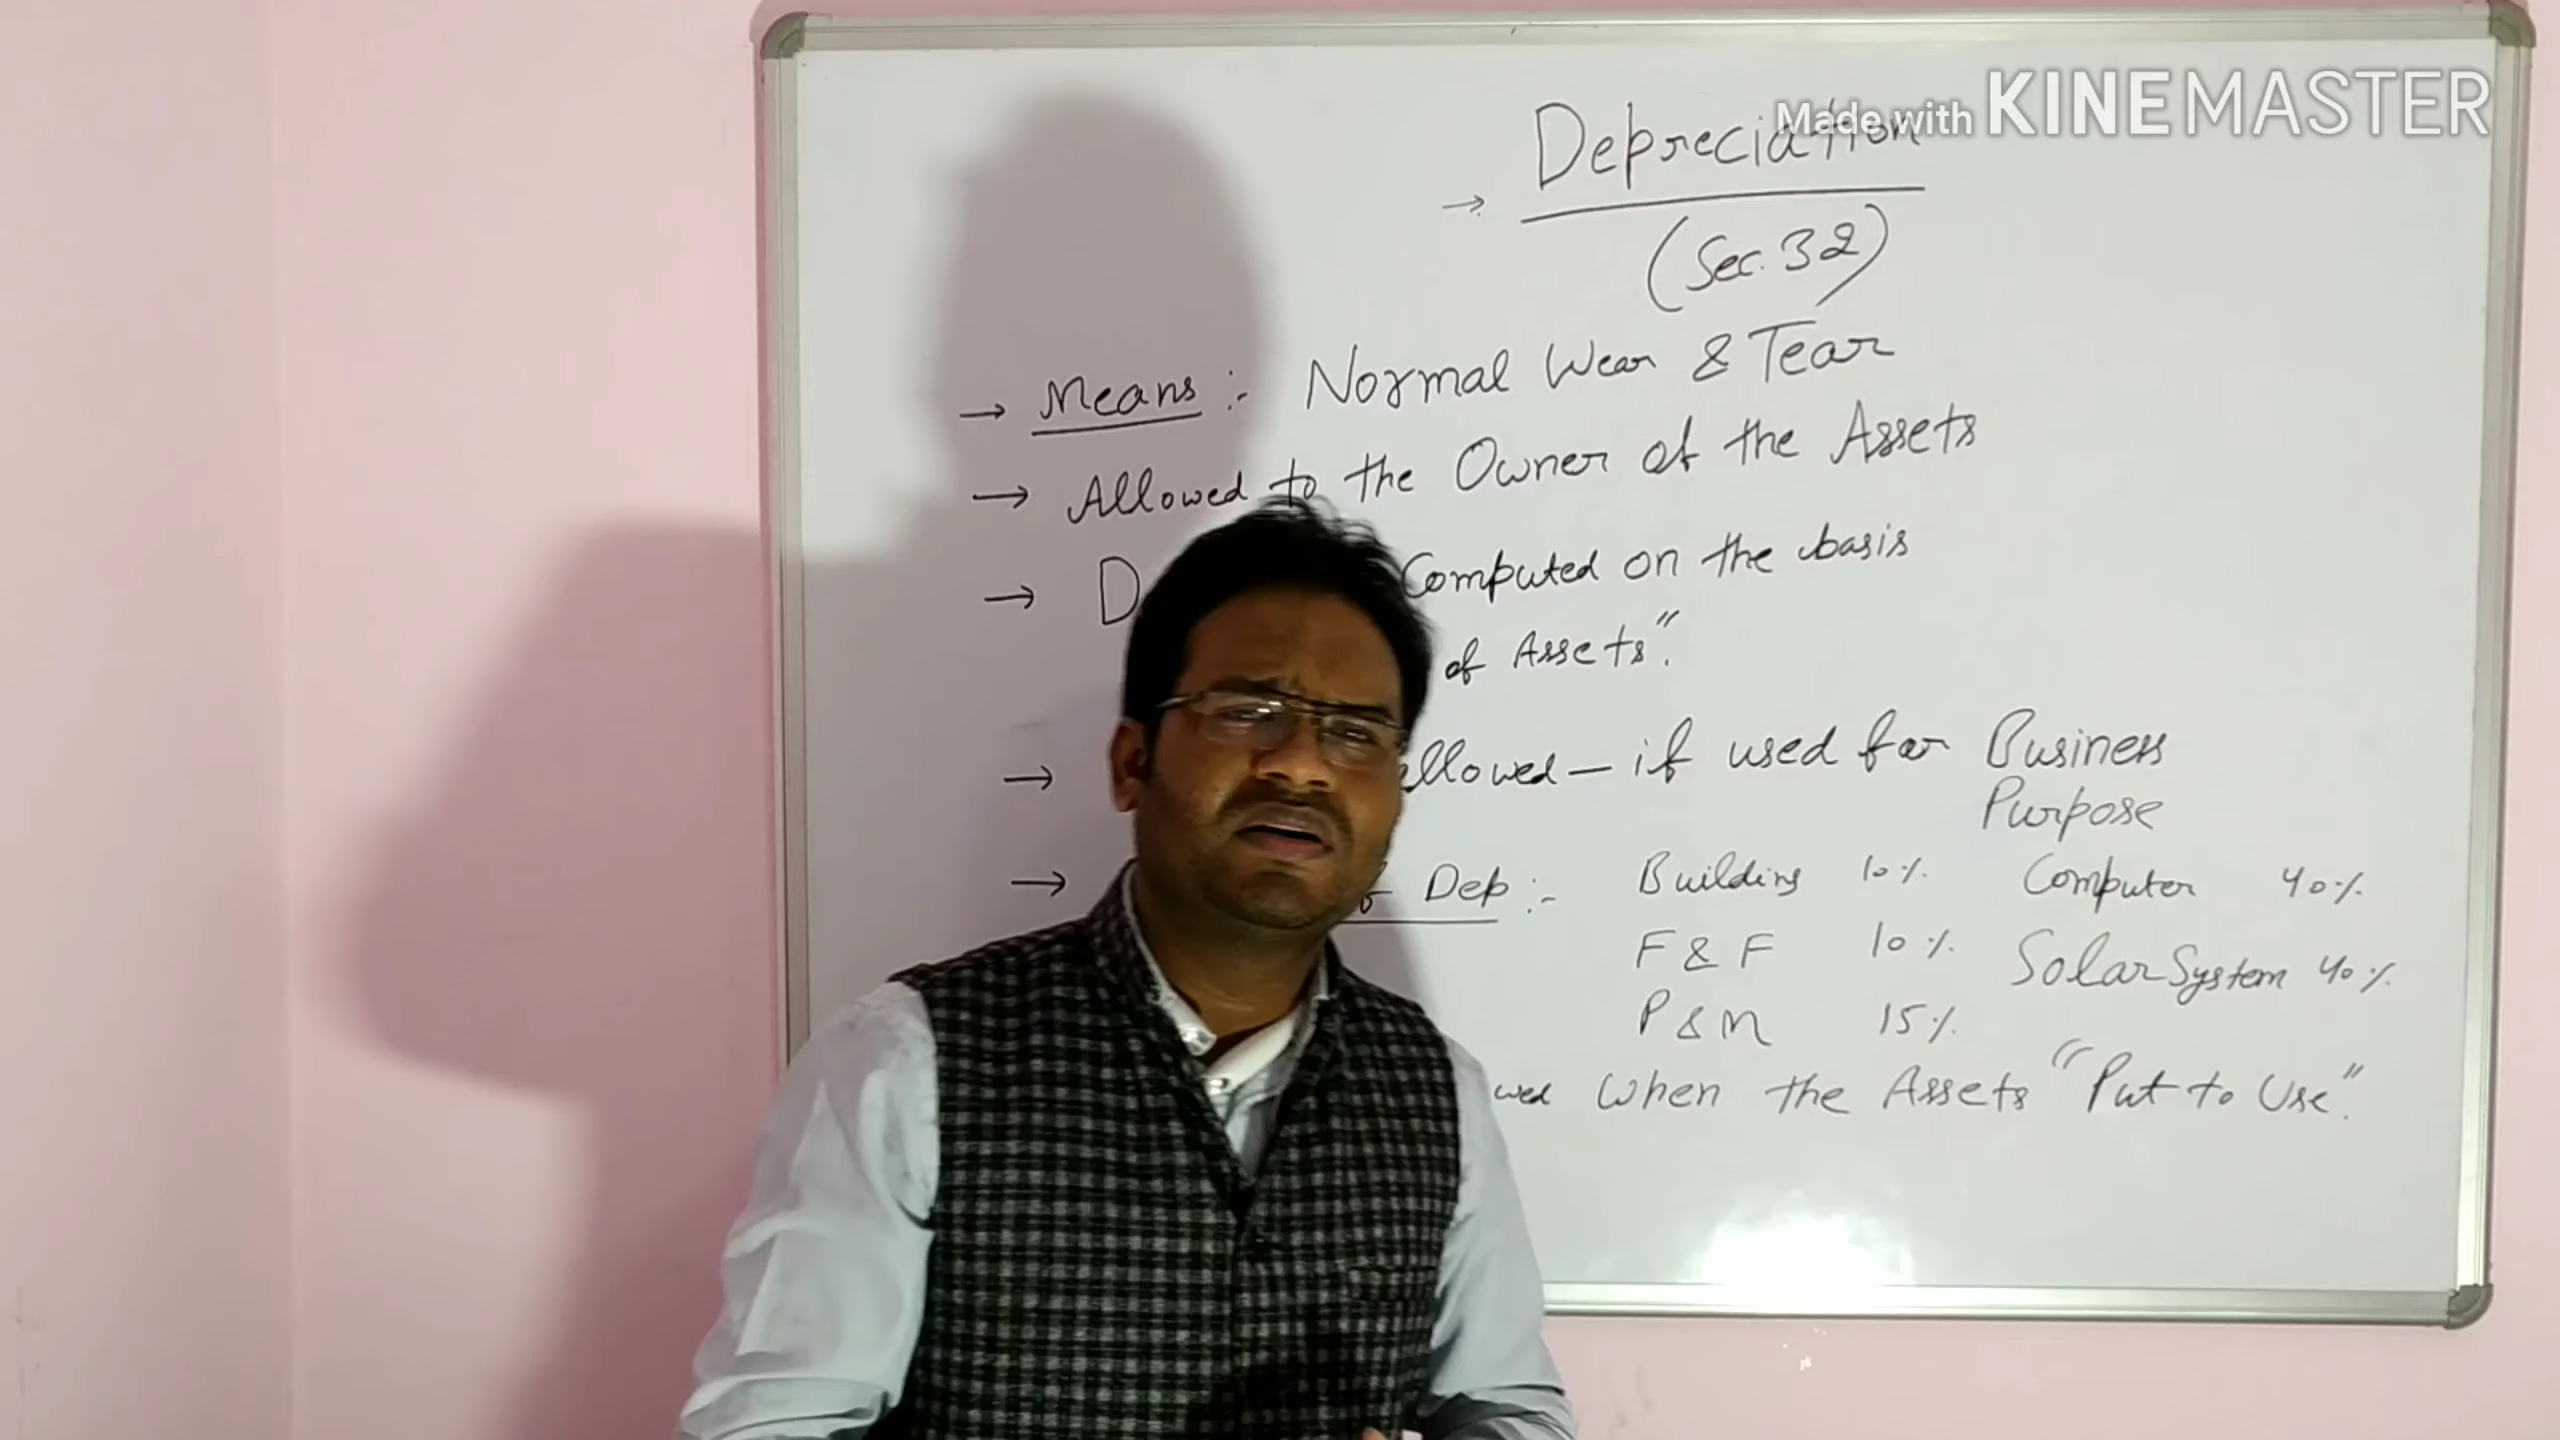 Made with KINEMASTER
→ Depreciation
(Sec. 32)
→ Means :- Normal Wear & Tear
→ Allowed to the Owner of the Assets
→ D Computed on the basis
of Assets".
→ allowed – if used for Business
Purpose
→ Dep :- Building 10% Computer 40%
F & F 10% Solar System 40%
P & M 15%
wed When the Assets "Put to Use".